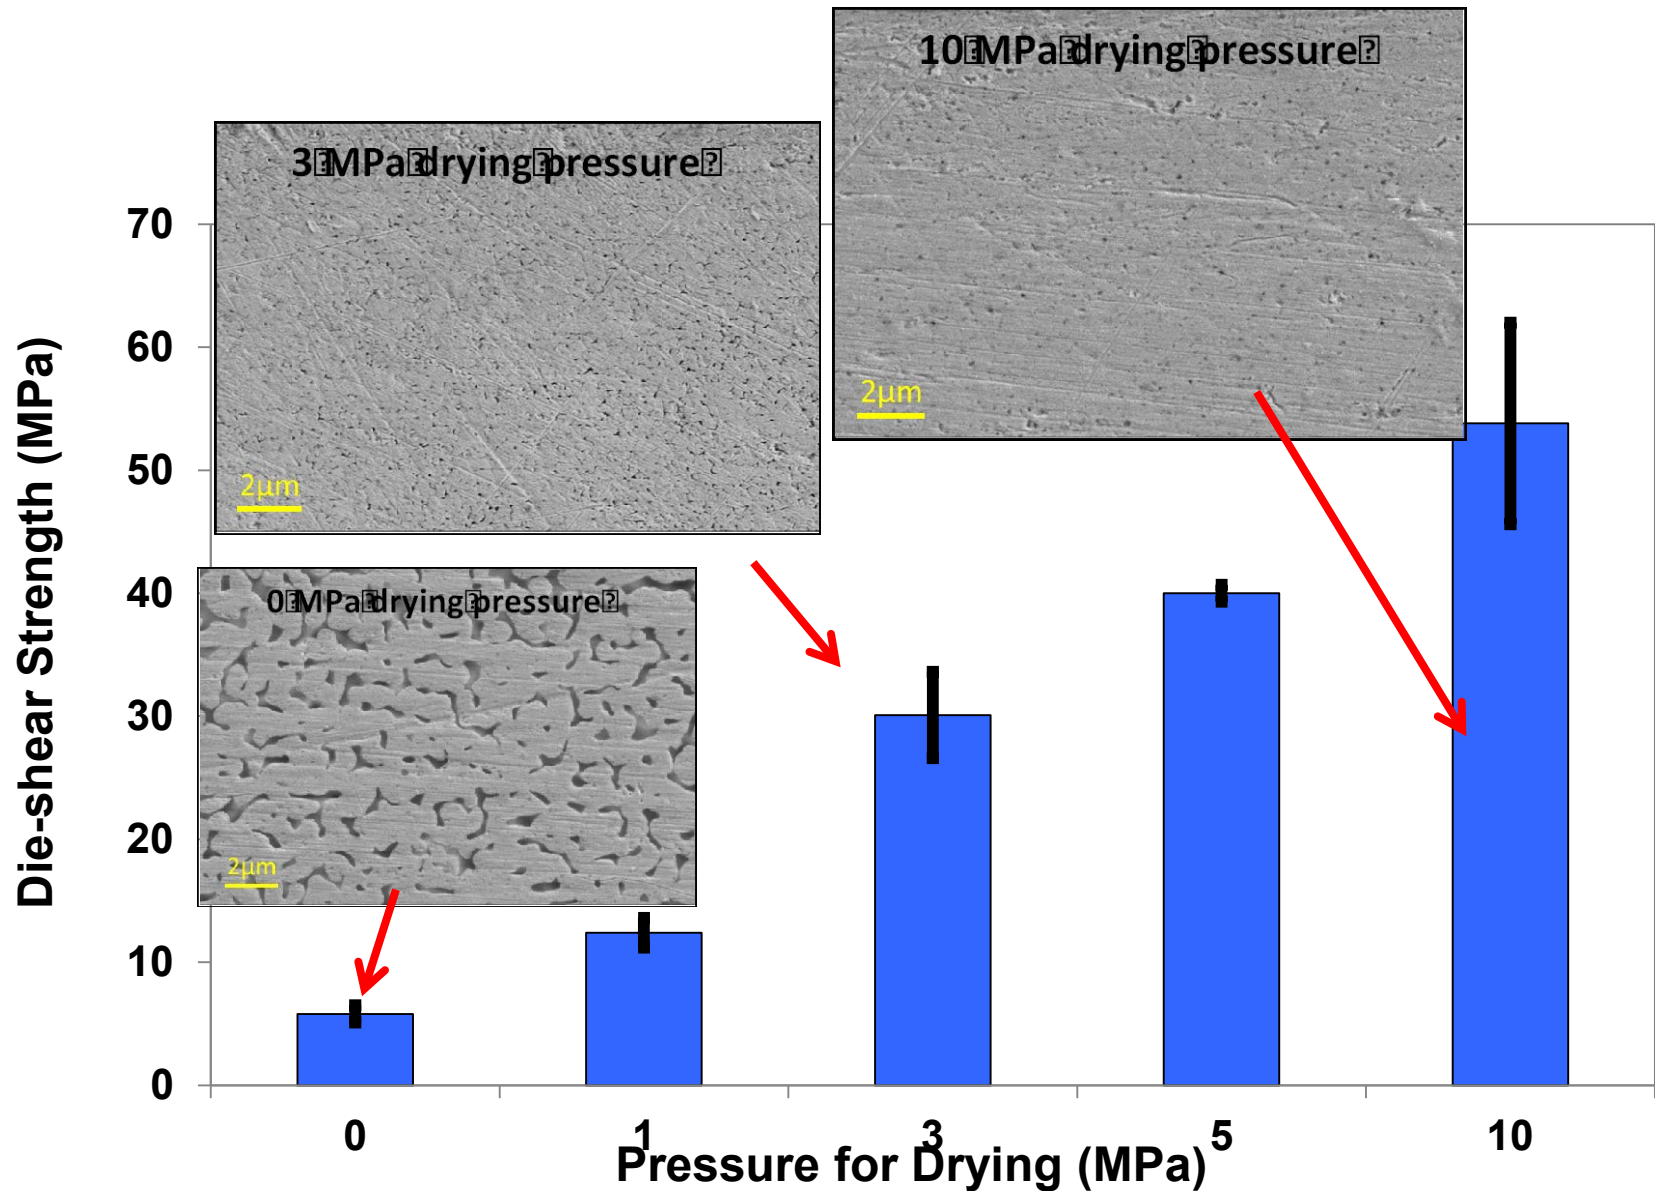 10 MPa drying pressure
3 MPa drying pressure
2μm
2μm
0 MPa drying pressure
2μm
Die-shear Strength (MPa)
70
60
50
40
30
20
10
0
0 1 3 5 10
Pressure for Drying (MPa)